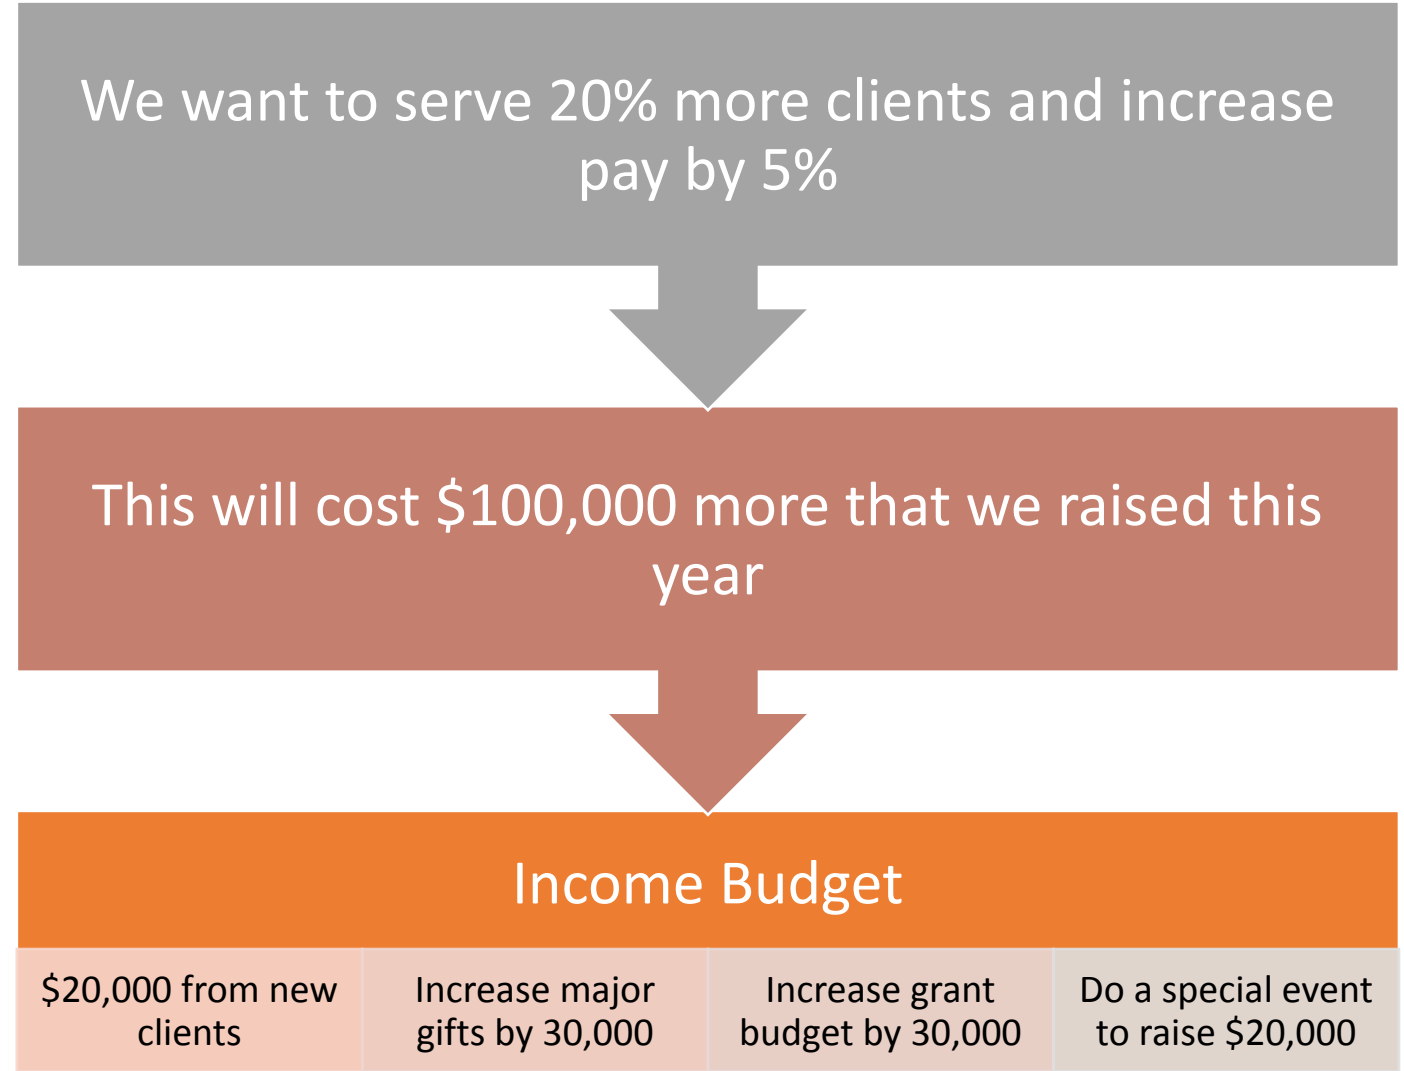 We want to serve 20% more clients and increase
pay by 5%
This will cost $100,000 more that we raised this
year
Income Budget
$20,000 from new
clients
Increase major
gifts by 30,000
Increase grant
budget by 30,000
Do a special event
to raise $20,000